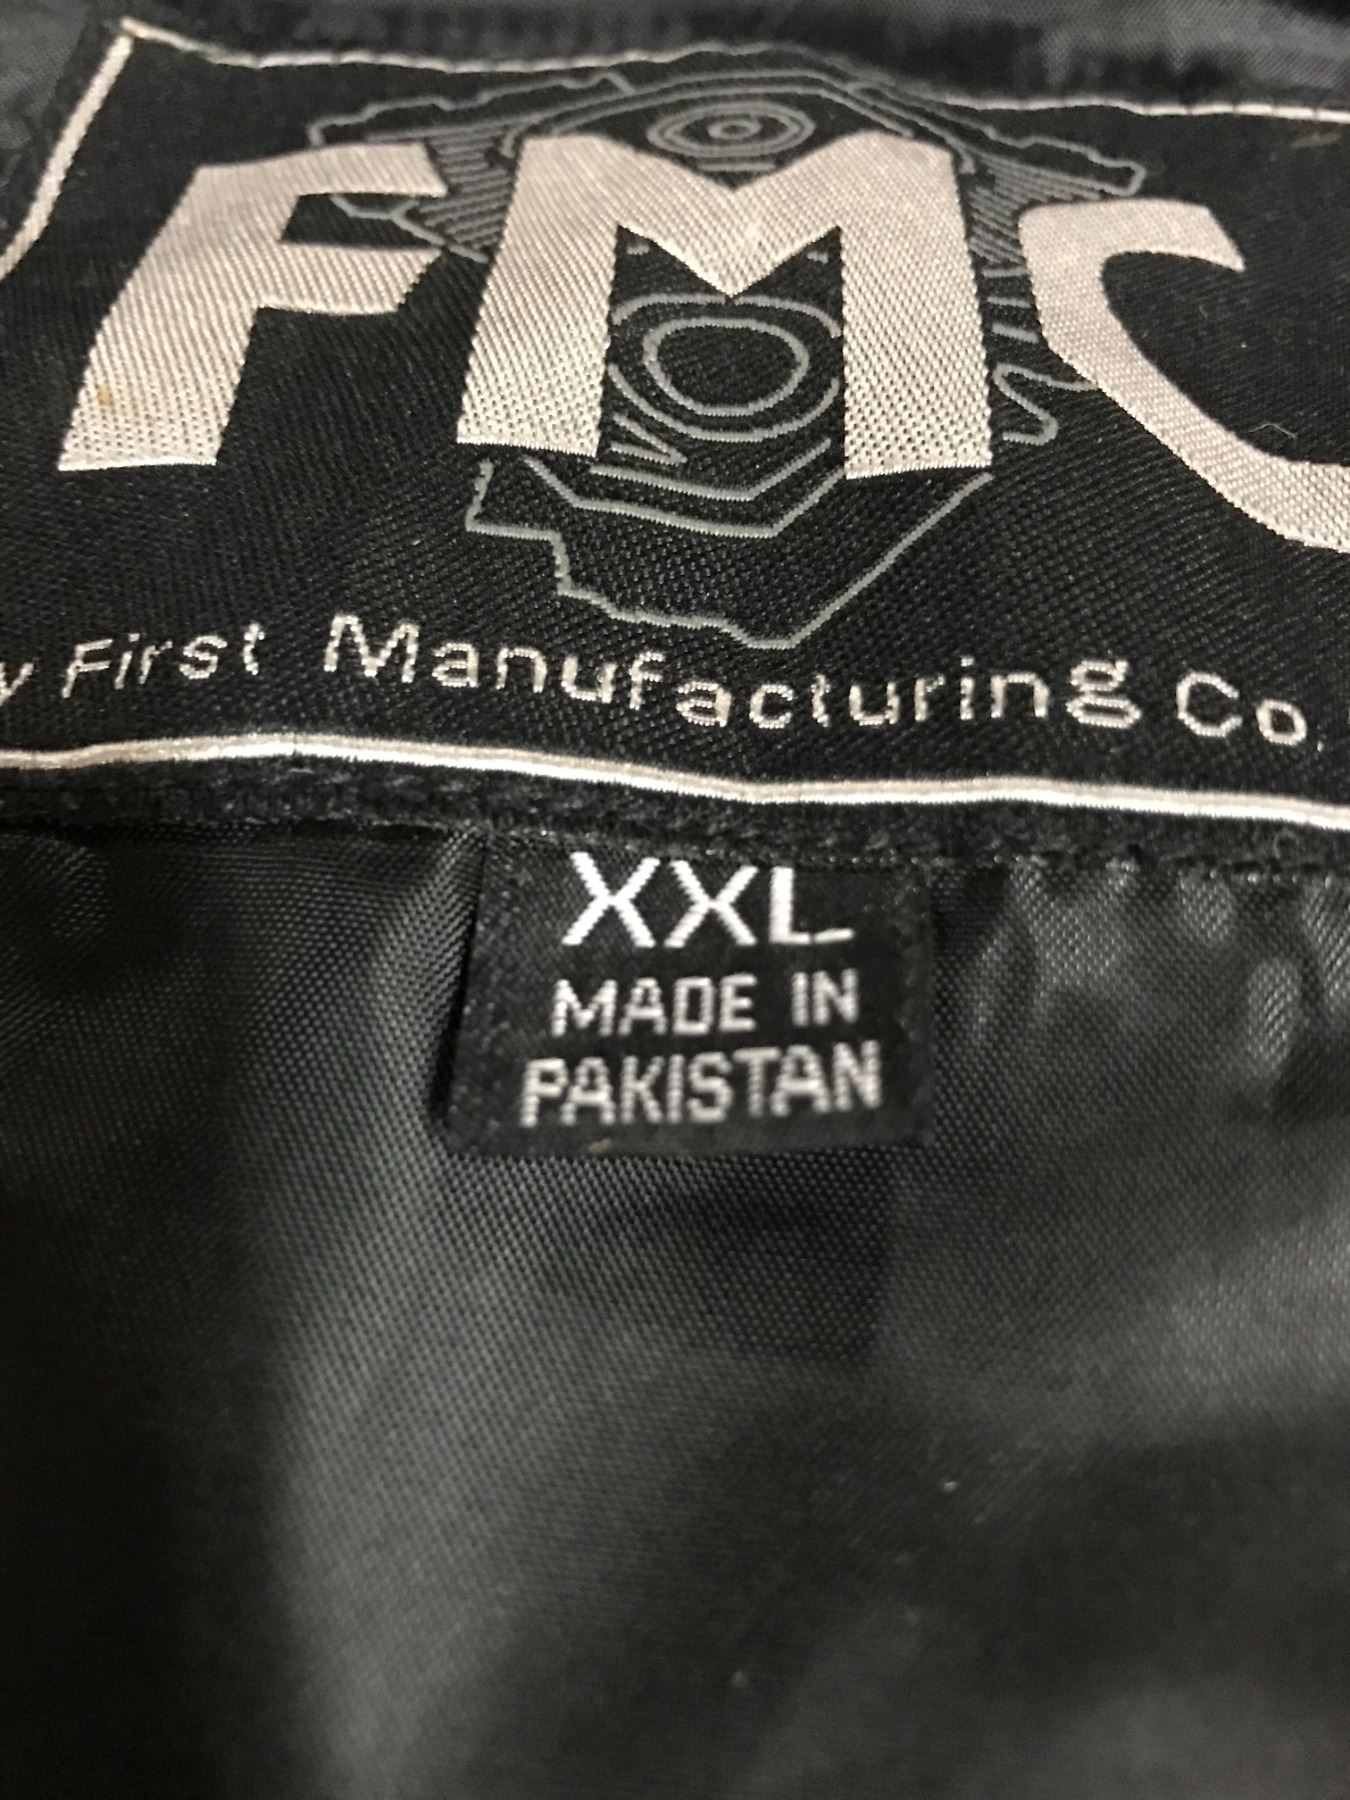 FMC
y First Manufacturing Co.
XXL
MADE IN
PAKISTAN